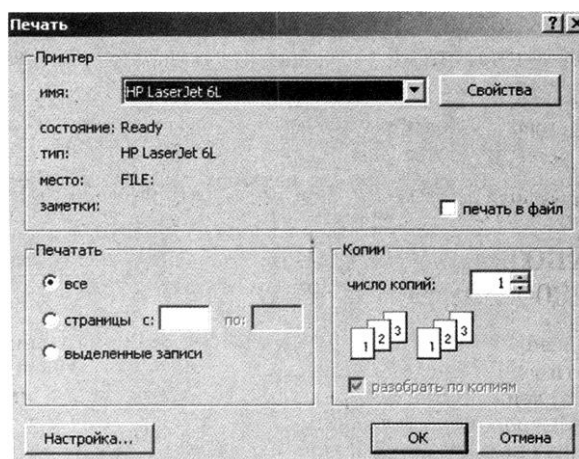 Печать
Принтер
имя: HP LaserJet 6L Свойства
состояние: Ready
тип: HP LaserJet 6L
место: FILE:
заметки: печать в файл
Печатать
все
страницы с: по:
выделенные записи
Копии
число копий: 1
1 2 3 1 2 3
разобрать по копиям
Настройка... OK Отмена